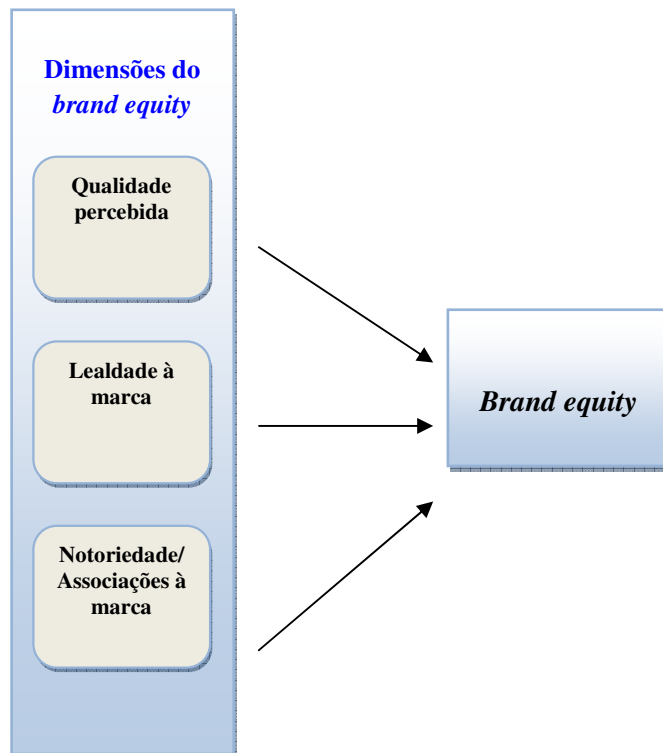 Dimensões do
brand equity
Qualidade
percebida
Lealdade à
marca
Notoriedade/
Associações à
marca
Brand equity